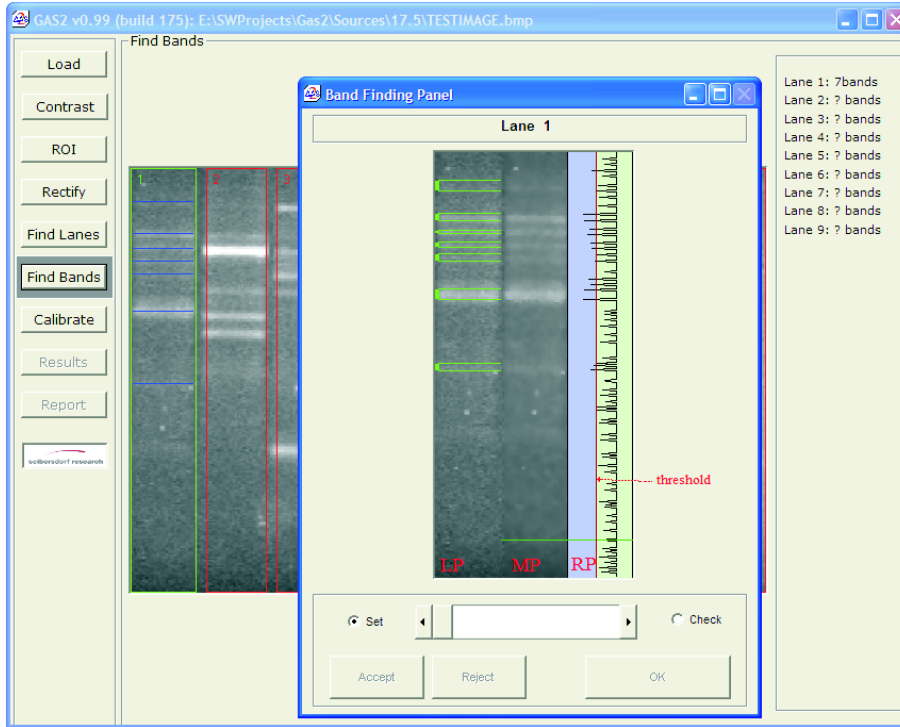 GAS2 v0.99 (build 175): E:\SWProjects\Gas2\Sources\17.5\TESTIMAGE.bmp
Find Bands
Load
Contrast
ROI
Rectify
Find Lanes
Find Bands
Calibrate
Results
Report
seibersdorf research
1
2
3
Band Finding Panel
Lane 1
threshold
LP MP RP
Set
Check
Accept Reject OK
Lane 1: 7bands
Lane 2: ? bands
Lane 3: ? bands
Lane 4: ? bands
Lane 5: ? bands
Lane 6: ? bands
Lane 7: ? bands
Lane 8: ? bands
Lane 9: ? bands